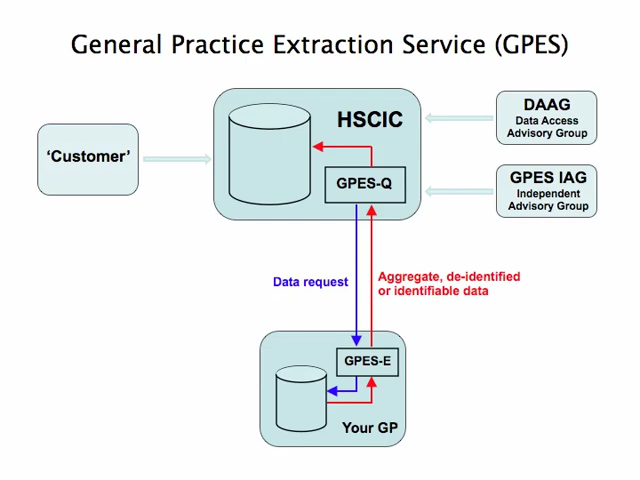 General Practice Extraction Service (GPES)
'Customer'
HSCIC
GPES-Q
DAAG
Data Access
Advisory Group
GPES IAG
Independent
Advisory Group
Data request
Aggregate, de-identified
or identifiable data
GPES-E
Your GP